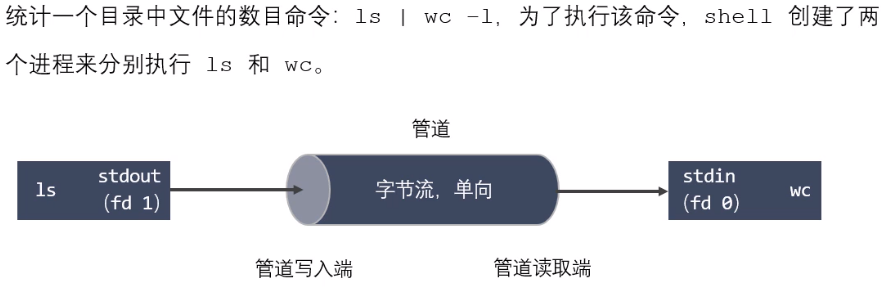 统计一个目录中文件的数目命令：ls | wc –l，为了执行该命令，shell 创建了两
个进程来分别执行 ls 和 wc。
管道
ls stdout (fd 1)
字节流，单向
stdin (fd 0) wc
管道写入端
管道读取端